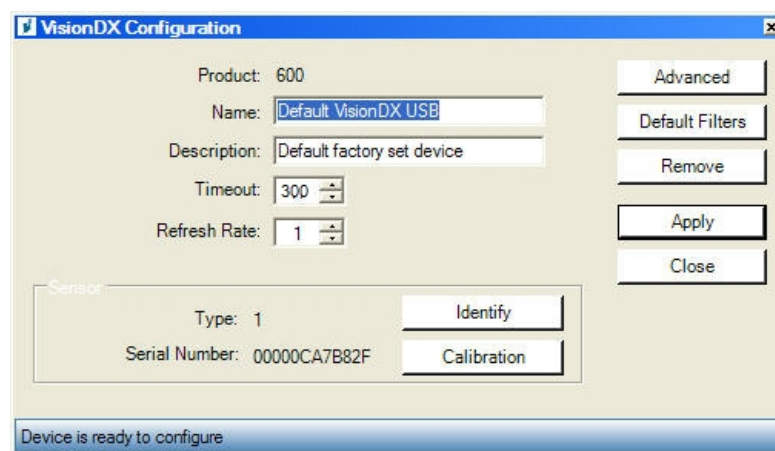 VisionDX Configuration
Product: 600
Name: Default VisionDX USB
Description: Default factory set device
Timeout: 300
Refresh Rate: 1
Advanced
Default Filters
Remove
Apply
Close
Sensor
Type: 1
Identify
Serial Number: 00000CA7B82F
Calibration
Device is ready to configure